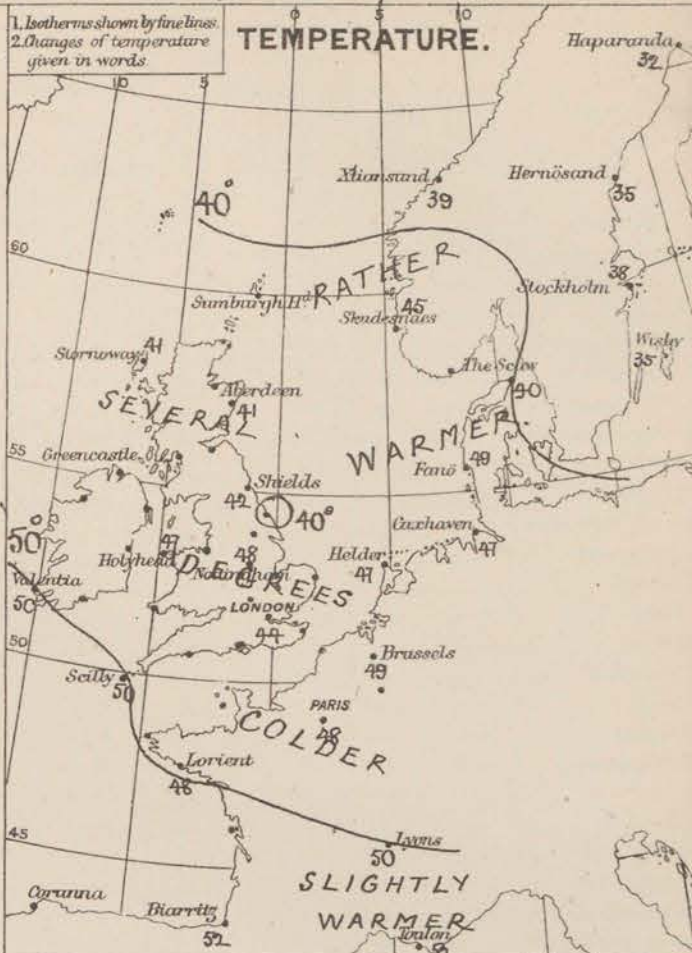 1. Isotherms shown by fine lines.
2. Changes of temperature
given in words
TEMPERATURE.
Haparanda
32
10 5 0 5 10
Xtiansund
39
Hernösand
35
40°
60
RATHER
Sumburgh Hd
45
Skudesnaes
38
Stockholm
Wisby
35
41
Stornoway
The Scaw
40
Aberdeen
41
SEVERAL
WARMER
55
Greencastle
Fanö
49
Shields
42
40°
Cuxhaven
47
50°
47
Holyhead
48
Nottingham
Helder
47
DEGREES
Valentia
50
LONDON
44
50
Brussels
49
Scilly
50
PARIS
48
COLDER
Lorient
48
45
Lyons
50
SLIGHTLY
WARMER
Corunna
Biarritz
52
Toulon